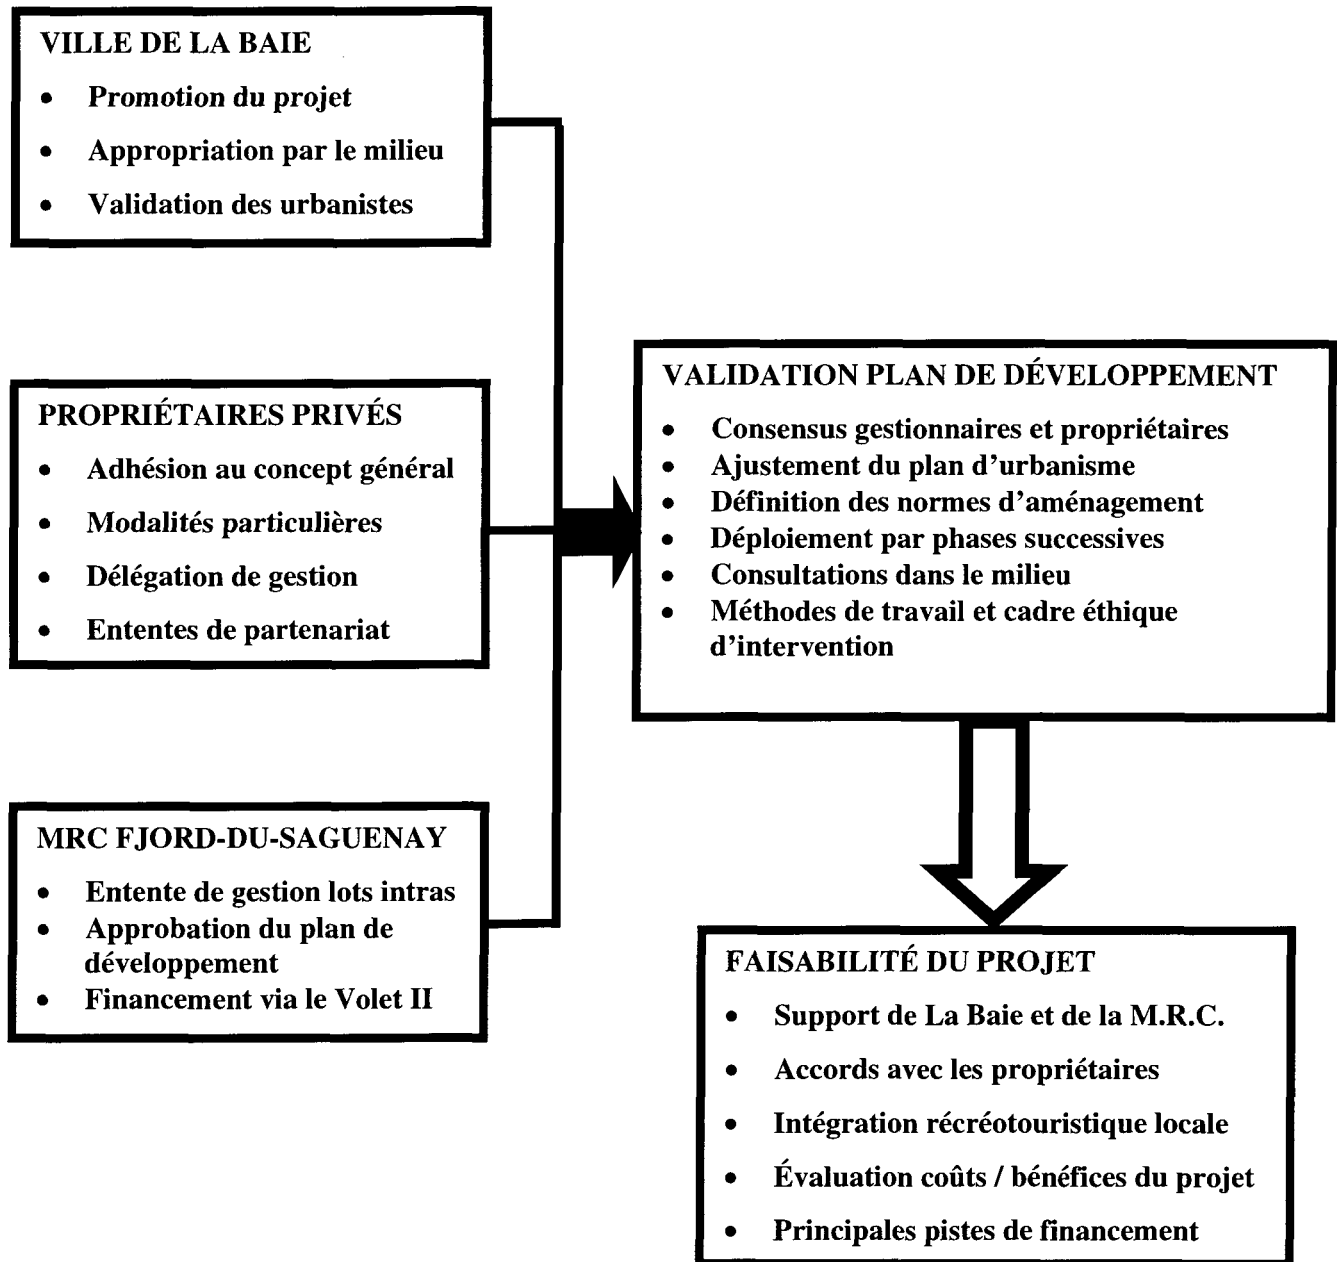 VILLE DE LA BAIE
• Promotion du projet
• Appropriation par le milieu
• Validation des urbanistes
PROPRIÉTAIRES PRIVÉS
• Adhésion au concept général
• Modalités particulières
• Délégation de gestion
• Ententes de partenariat
MRC FJORD-DU-SAGUENAY
• Entente de gestion lots intras
• Approbation du plan de
développement
• Financement via le Volet II
VALIDATION PLAN DE DÉVELOPPEMENT
• Consensus gestionnaires et propriétaires
• Ajustement du plan d'urbanisme
• Définition des normes d'aménagement
• Déploiement par phases successives
• Consultations dans le milieu
• Méthodes de travail et cadre éthique
d'intervention
FAISABILITÉ DU PROJET
• Support de La Baie et de la M.R.C.
• Accords avec les propriétaires
• Intégration récréotouristique locale
• Évaluation coûts / bénéfices du projet
• Principales pistes de financement